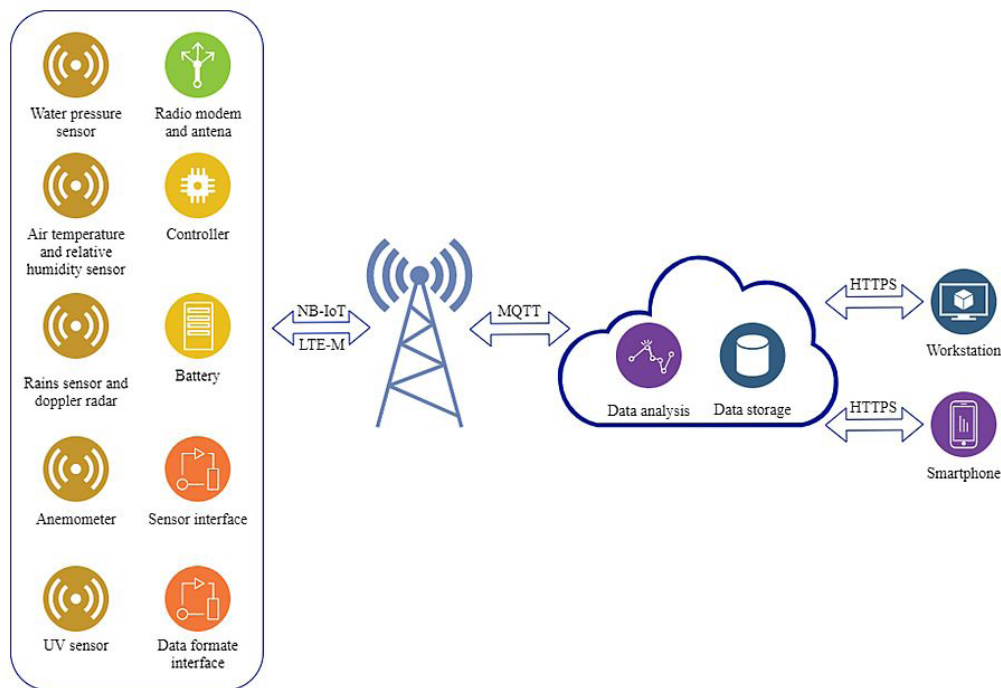 Water pressure
sensor
Radio modem
and antena
Air temperature
and relative
humidity sensor
Controller
Rains sensor and
doppler radar
Battery
Anemometer
Sensor interface
UV sensor
Data formate
interface
NB-IoT
LTE-M
MQTT
Data analysis
Data storage
HTTPS
Workstation
HTTPS
Smartphone